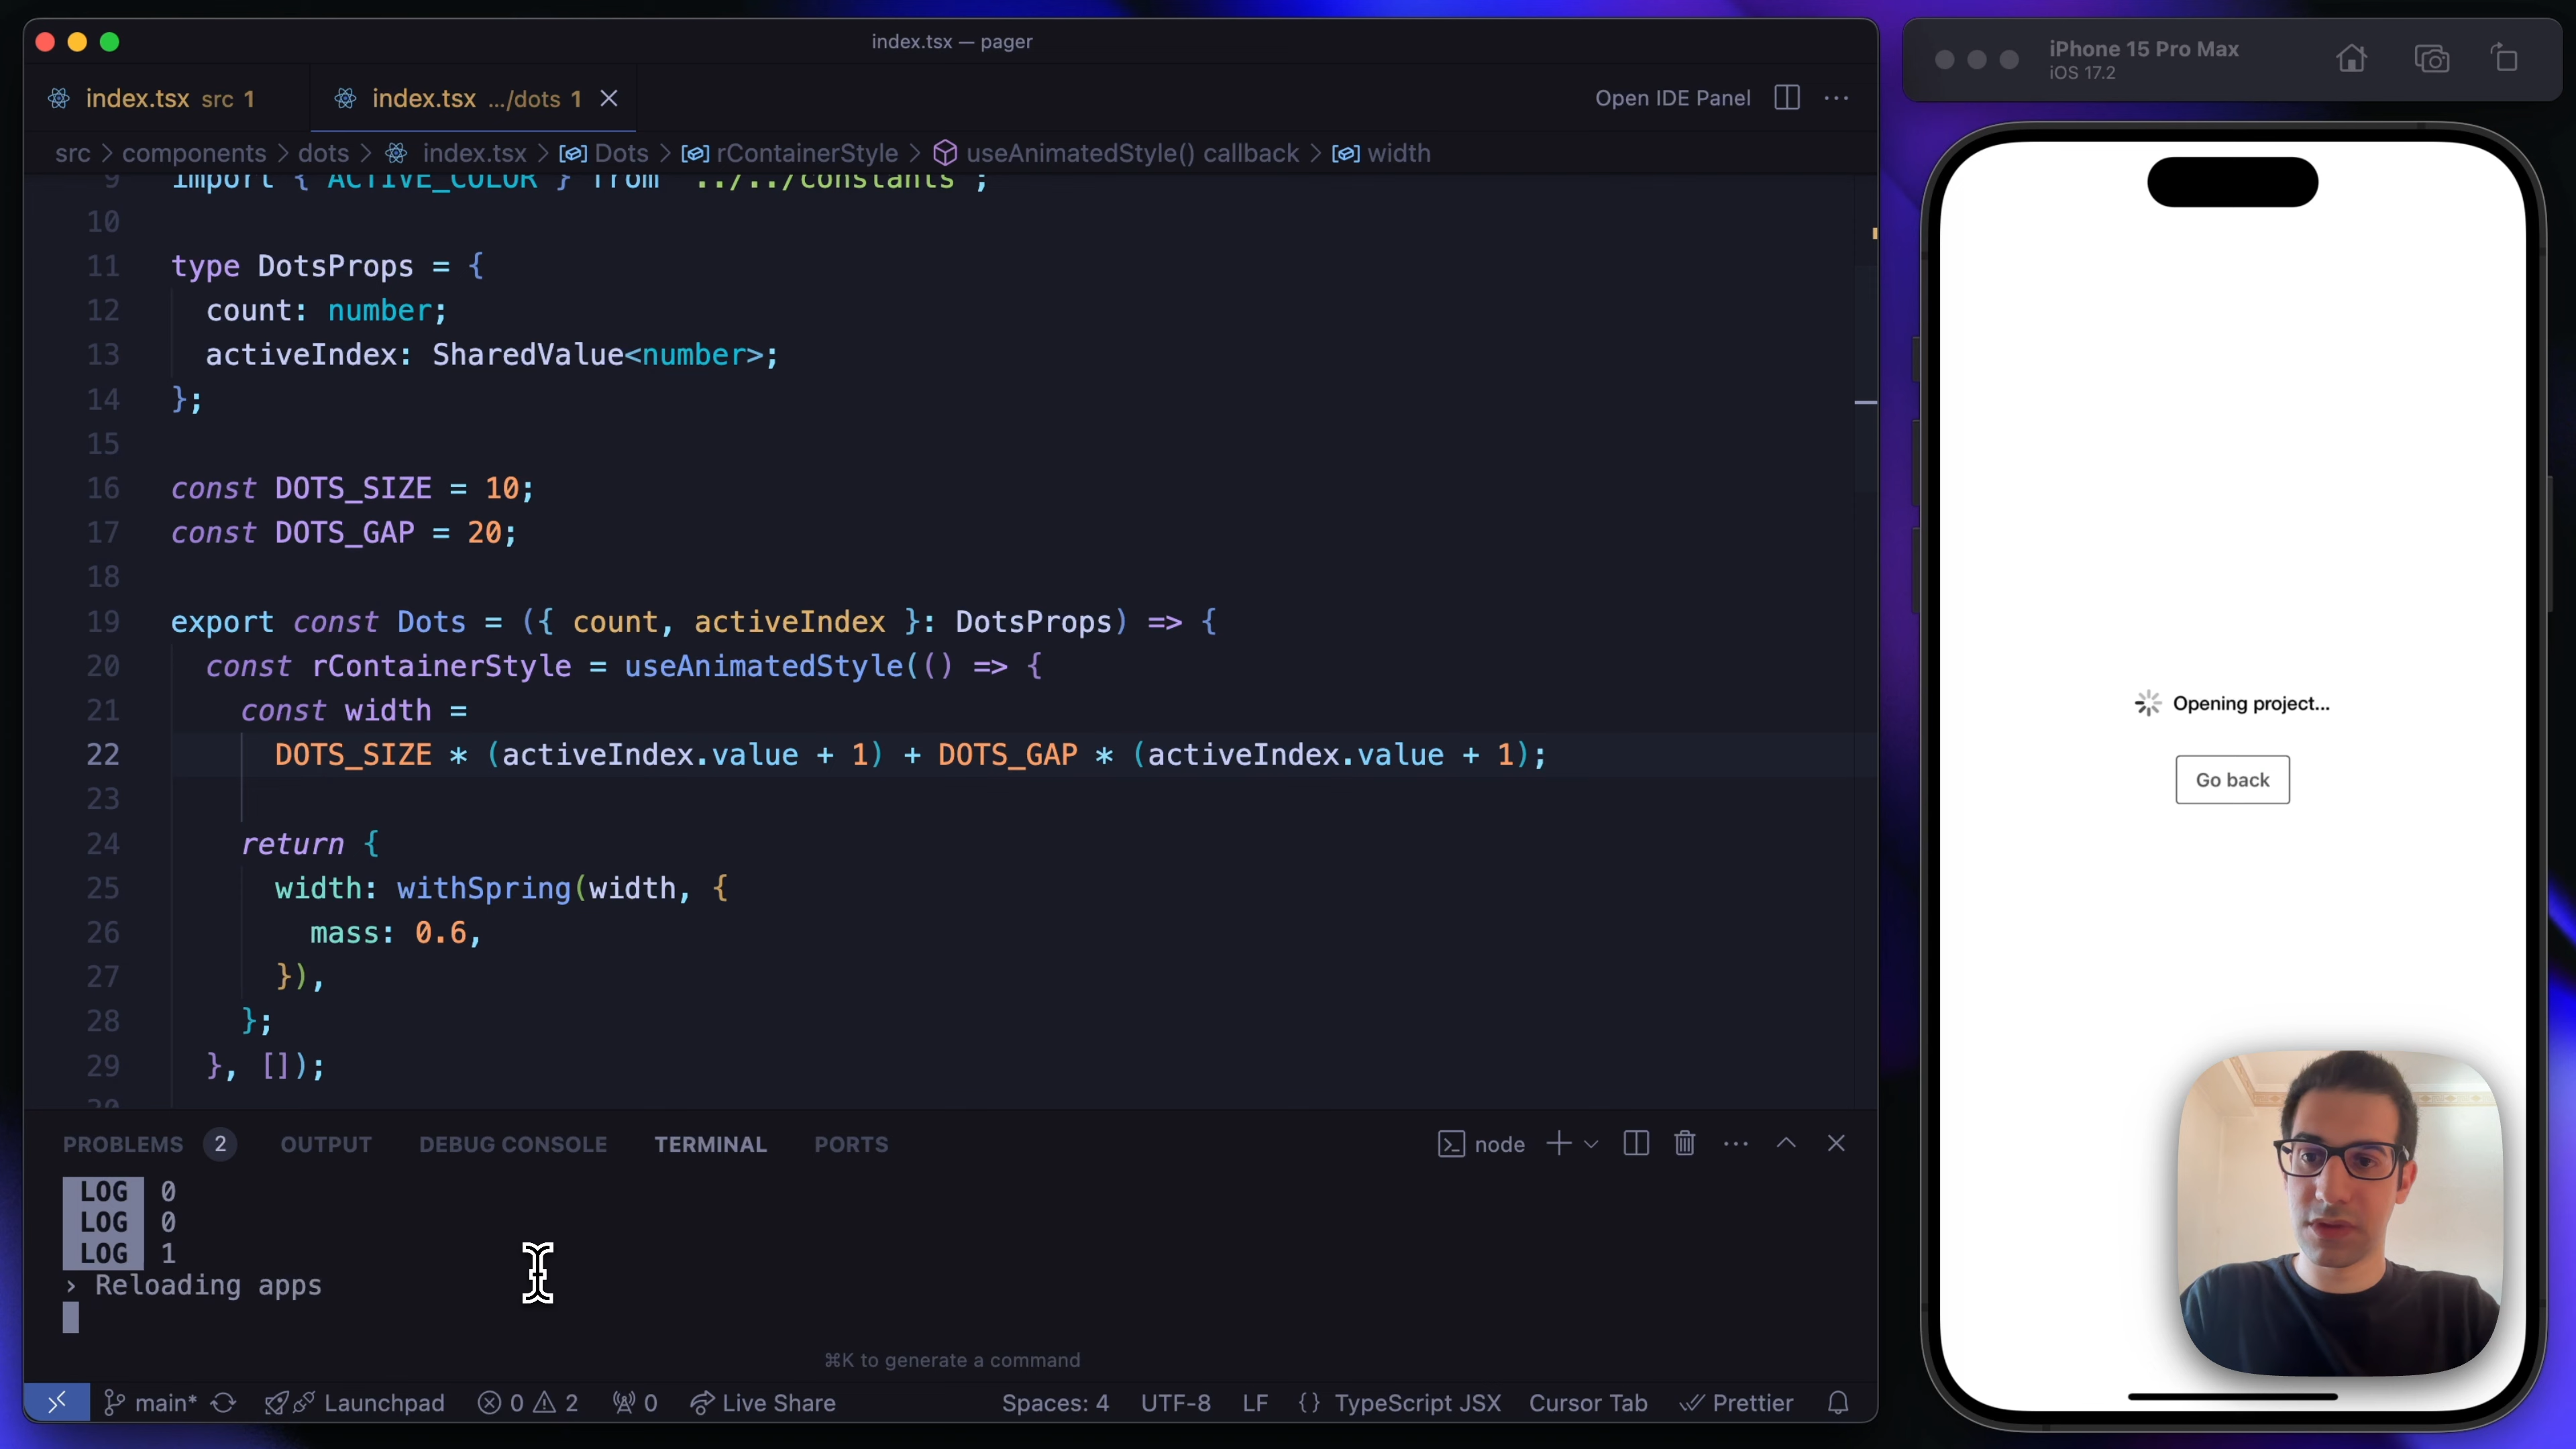 index.tsx — pager
index.tsx src 1
index.tsx .../dots 1
Open IDE Panel
src > components > dots > index.tsx > Dots > rContainerStyle > useAnimatedStyle() callback > width
9 import { ACTIVE_COLOR } from "../../constants";
10
11 type DotsProps = {
12 count: number;
13 activeIndex: SharedValue<number>;
14 };
15
16 const DOTS_SIZE = 10;
17 const DOTS_GAP = 20;
18
19 export const Dots = ({ count, activeIndex }: DotsProps) => {
20 const rContainerStyle = useAnimatedStyle(() => {
21 const width =
22 DOTS_SIZE * (activeIndex.value + 1) + DOTS_GAP * (activeIndex.value + 1);
23
24 return {
25 width: withSpring(width, {
26 mass: 0.6,
27 }),
28 };
29 }, []);
30
PROBLEMS 2 OUTPUT DEBUG CONSOLE TERMINAL PORTS
node
LOG 0
LOG 0
LOG 1
› Reloading apps
⌘K to generate a command
main* Launchpad 0 2 0 Live Share
Spaces: 4 UTF-8 LF {} TypeScript JSX Cursor Tab Prettier
iPhone 15 Pro Max
iOS 17.2
Opening project...
Go back